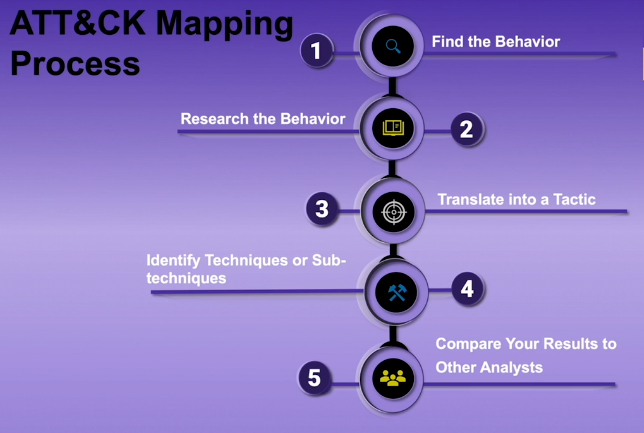 ATT&CK Mapping
Process
1
Find the Behavior
Research the Behavior
2
3
Translate into a Tactic
Identify Techniques or Sub-
techniques
4
Compare Your Results to
Other Analysts
5